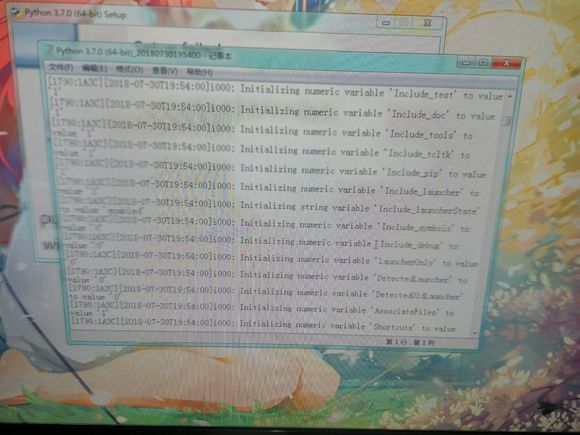 Python 3.7.0 (64-bit) Setup
Python 3.7.0 (64-bit)_20180730195400 - 记事本
文件(F) 编辑(E) 格式(O) 查看(V) 帮助(H)
[1790:1A3C][2018-07-30T19:54:00]i000: Initializing numeric variable 'Include_test' to value
'1'
[1790:1A3C][2018-07-30T19:54:00]i000: Initializing numeric variable 'Include_doc' to value
'1'
[1790:1A3C][2018-07-30T19:54:00]i000: Initializing numeric variable 'Include_tools' to
value '1'
[1790:1A3C][2018-07-30T19:54:00]i000: Initializing numeric variable 'Include_tcltk' to
value '1'
[1790:1A3C][2018-07-30T19:54:00]i000: Initializing numeric variable 'Include_pip' to value
'1'
[1790:1A3C][2018-07-30T19:54:00]i000: Initializing numeric variable 'Include_launcher' to
value '1'
[1790:1A3C][2018-07-30T19:54:00]i000: Initializing string variable 'Include_launcherState'
to value 'enabled'
[1790:1A3C][2018-07-30T19:54:00]i000: Initializing numeric variable 'Include_symbols' to
value '0'
[1790:1A3C][2018-07-30T19:54:00]i000: Initializing numeric variable 'Include_debug' to
value '0'
[1790:1A3C][2018-07-30T19:54:00]i000: Initializing numeric variable 'LauncherOnly' to value
'0'
[1790:1A3C][2018-07-30T19:54:00]i000: Initializing numeric variable 'DetectedLauncher' to
value '0'
[1790:1A3C][2018-07-30T19:54:00]i000: Initializing numeric variable 'DetectedOldLauncher'
to value '0'
[1790:1A3C][2018-07-30T19:54:00]i000: Initializing numeric variable 'AssociateFiles' to
value '1'
[1790:1A3C][2018-07-30T19:54:00]i000: Initializing numeric variable 'Shortcuts' to value
第 1 行, 第 1 列